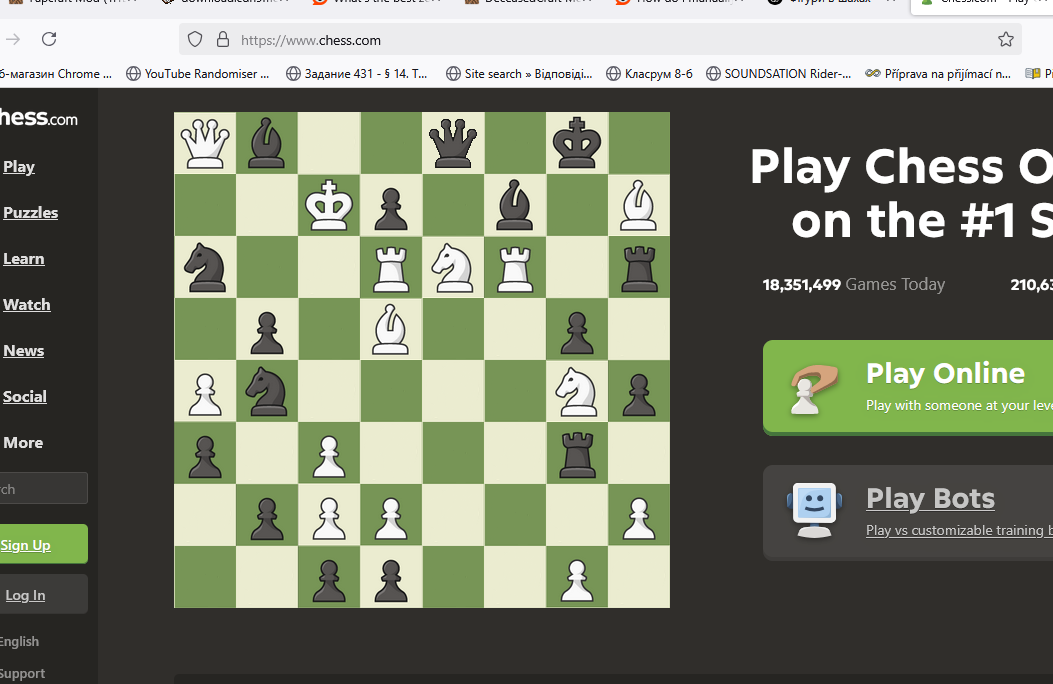 https://www.chess.com
б-магазин Chrome ... YouTube Randomiser ... Задание 431 - § 14. Т... Site search » Відповіді... Класрум 8-б SOUNDSATION Rider-... Příprava na přijímací n...
hess.com
Play
Puzzles
Learn
Watch
News
Social
More
rch
Sign Up
Log In
English
Support
Play Chess O
on the #1 S
18,351,499 Games Today 210,63
Play Online
Play with someone at your leve
Play Bots
Play vs customizable training b